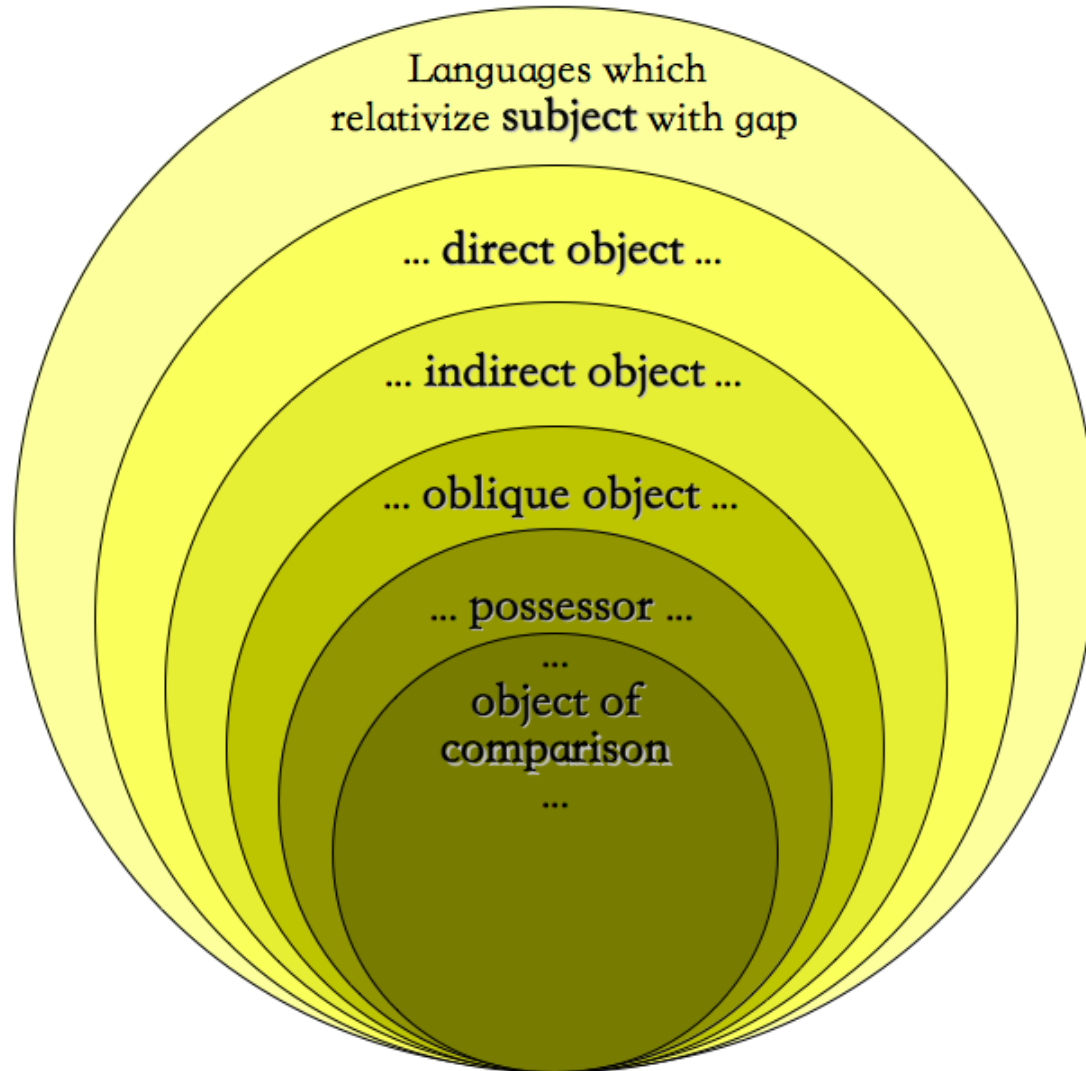 Languages which
relativize subject with gap
... direct object ...
... indirect object ...
... oblique object ...
... possessor ...
...
object of
comparison
...